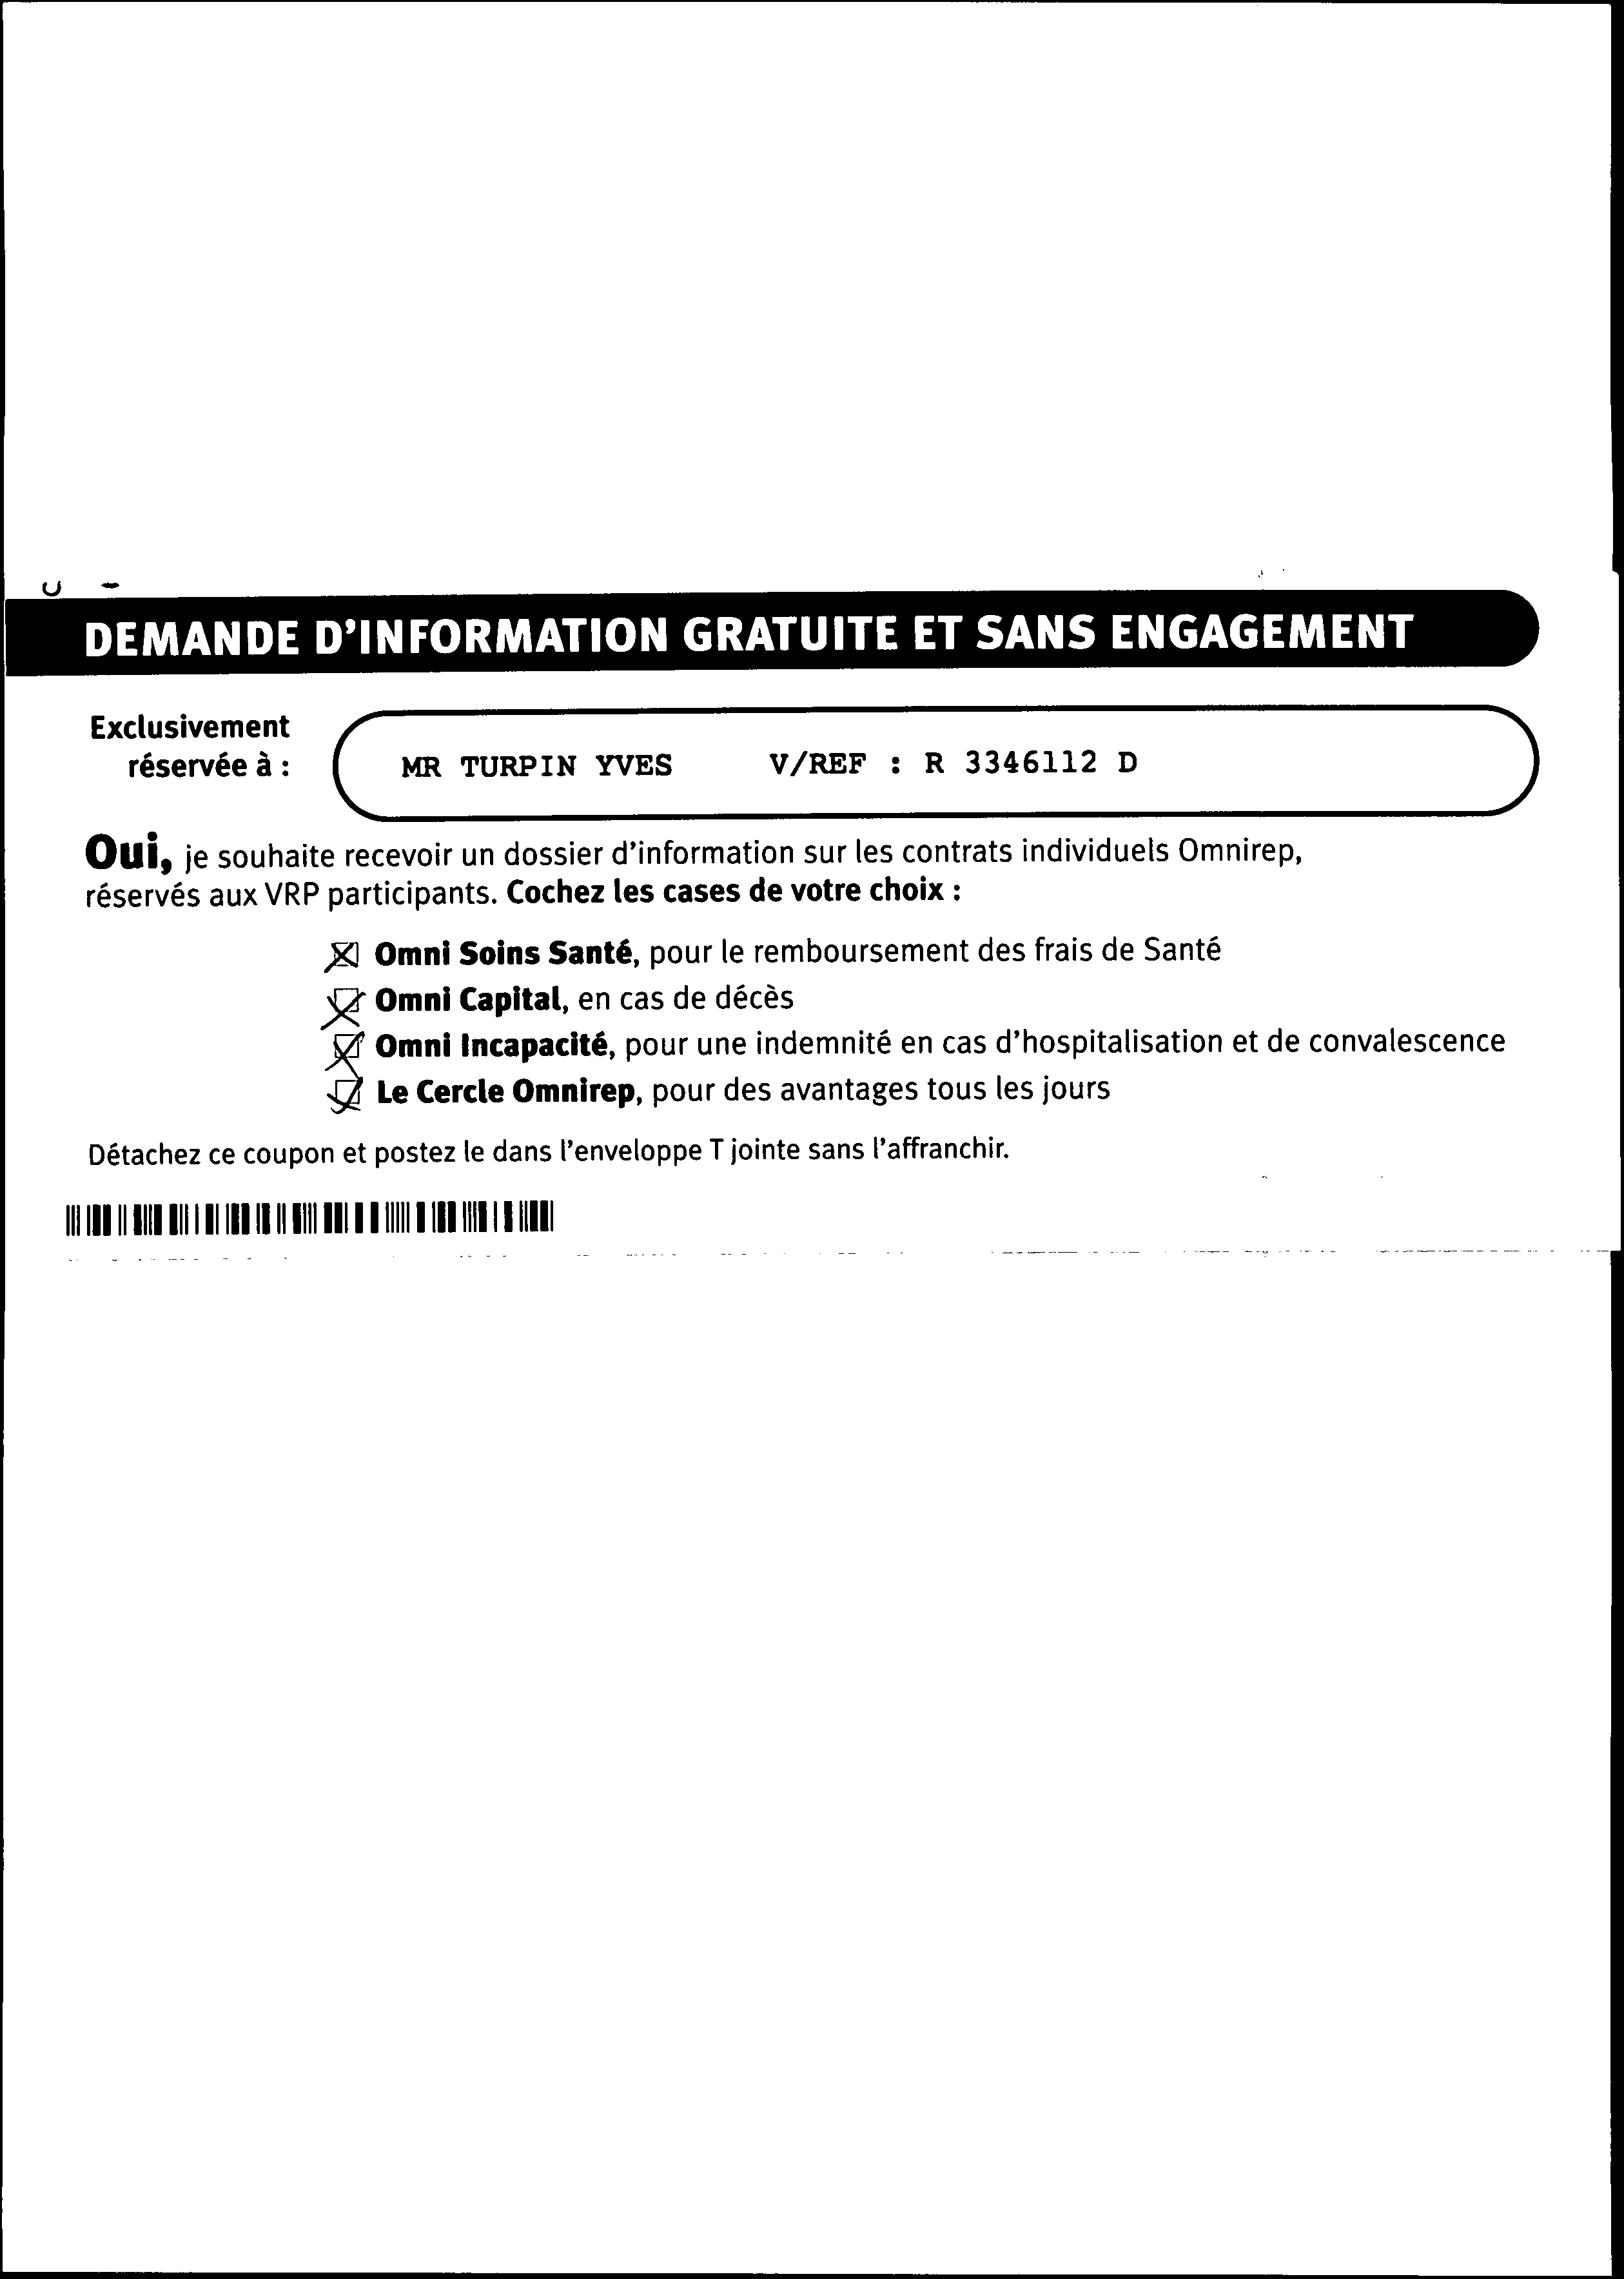 DEMANDE D'INFORMATION GRATUITE ET SANS ENGAGEMENT
Exclusivement
réservée à :
MR TURPIN YVES V/REF : R 3346112 D
Oui, je souhaite recevoir un dossier d'information sur les contrats individuels Omnirep,
réservés aux VRP participants. Cochez les cases de votre choix :
Omni Soins Santé, pour le remboursement des frais de Santé
Omni Capital, en cas de décès
Omni Incapacité, pour une indemnité en cas d'hospitalisation et de convalescence
Le Cercle Omnirep, pour des avantages tous les jours
Détachez ce coupon et postez le dans l'enveloppe T jointe sans l'affranchir.